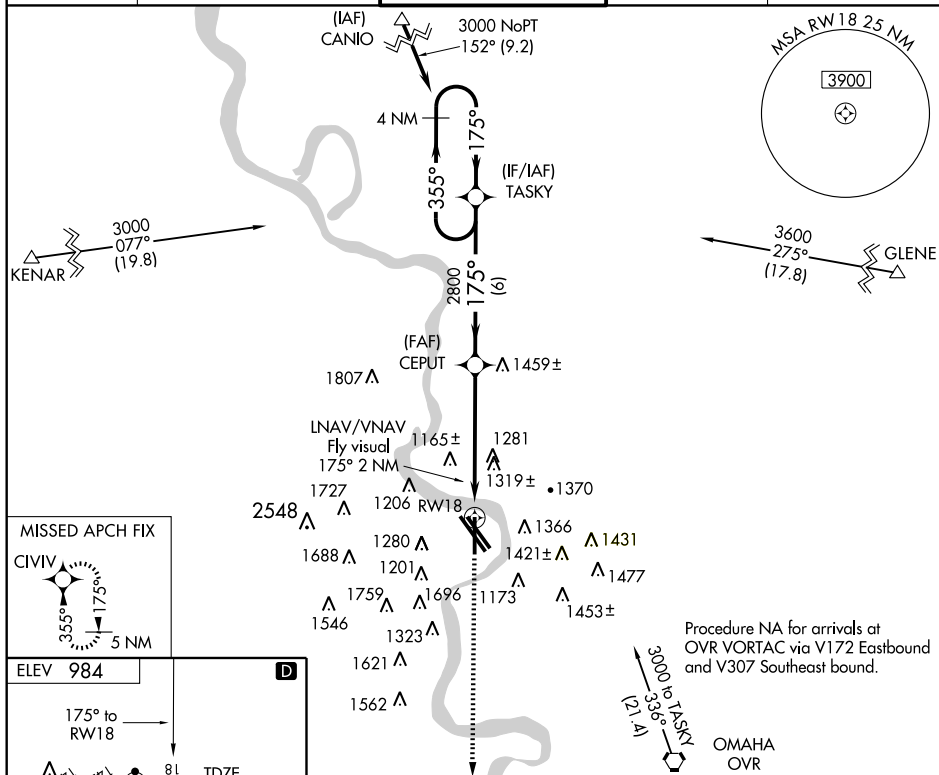 (IAF)
CANIO
3000 NoPT
152° (9.2)
MSA RW18 25 NM
3900
4 NM
175°
355°
(IF/IAF)
TASKY
3000
077°
(19.8)
KENAR
3600
275°
(17.8)
GLENE
2800
175°
(6)
(FAF)
CEPUT
1459±
1807
LNAV/VNAV
Fly visual
175° 2 NM
1165±
1281
1319±
1370
1727
1206
RW18
2548
1366
1431
1280
1421±
1688
1201
1477
1759
1696
1173
1546
1453±
1323
1621
1562
MISSED APCH FIX
CIVIV
355°
175°
5 NM
Procedure NA for arrivals at
OVR VORTAC via V172 Eastbound
and V307 Southeast bound.
3000 to TASKY
336°
(21.4)
OMAHA
OVR
ELEV 984
D
175° to
RW18
18
TDZE